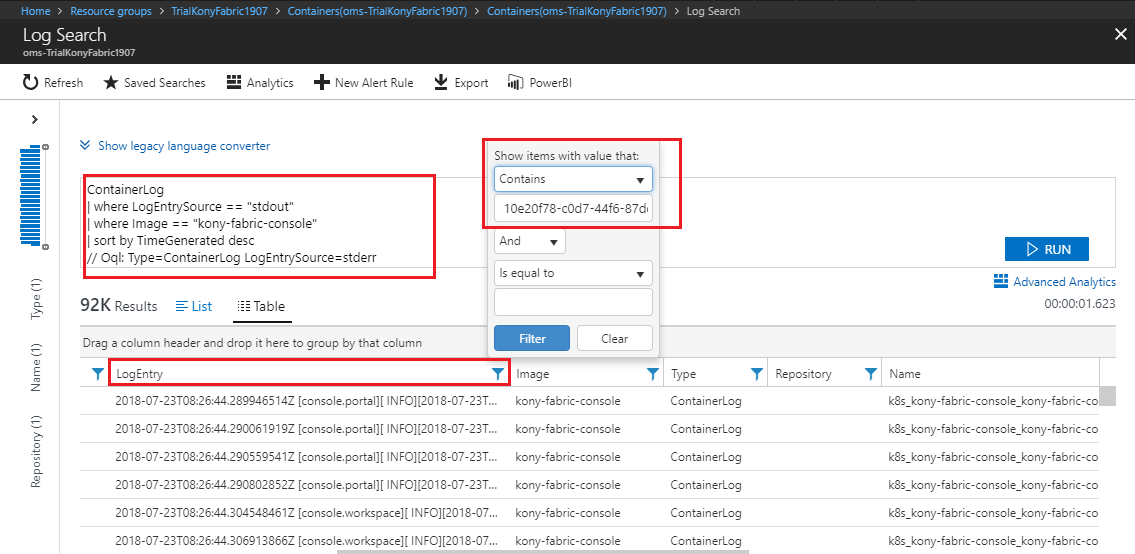 Home > Resource groups > TrialKonyFabric1907 > Containers(oms-TrialKonyFabric1907) > Containers(oms-TrialKonyFabric1907) > Log Search
Log Search
oms-TrialKonyFabric1907
Refresh Saved Searches Analytics New Alert Rule Export PowerBI
Show legacy language converter
ContainerLog
| where LogEntrySource == "stdout"
| where Image == "kony-fabric-console"
| sort by TimeGenerated desc
// Oql: Type=ContainerLog LogEntrySource=stderr
Show items with value that:
Contains
10e20f78-c0d7-44f6-87d
And
Is equal to
Filter Clear
RUN
Advanced Analytics
00:00:01.623
Type (1)
Name (1)
Repository (1)
92K Results List Table
Drag a column header and drop it here to group by that column
LogEntry Image Type Repository Name
2018-07-23T08:26:44.289946514Z [console.portal][ INFO][2018-07-23T... kony-fabric-console ContainerLog k8s_kony-fabric-console_kony-fabric-co
2018-07-23T08:26:44.290061919Z [console.portal][ INFO][2018-07-23T... kony-fabric-console ContainerLog k8s_kony-fabric-console_kony-fabric-co
2018-07-23T08:26:44.290559541Z [console.portal][ INFO][2018-07-23T... kony-fabric-console ContainerLog k8s_kony-fabric-console_kony-fabric-co
2018-07-23T08:26:44.290802852Z [console.portal][ INFO][2018-07-23T... kony-fabric-console ContainerLog k8s_kony-fabric-console_kony-fabric-co
2018-07-23T08:26:44.304548461Z [console.workspace][ INFO][2018-07... kony-fabric-console ContainerLog k8s_kony-fabric-console_kony-fabric-co
2018-07-23T08:26:44.306913866Z [console.workspace][ INFO][2018-07... kony-fabric-console ContainerLog k8s_kony-fabric-console_kony-fabric-co